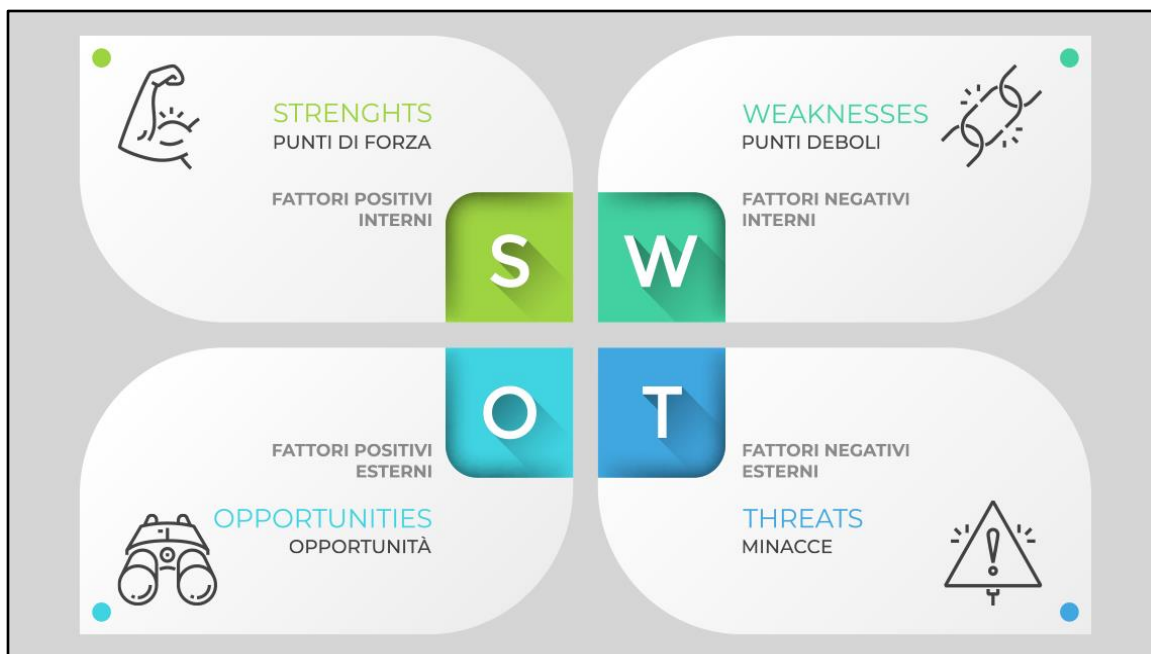 STRENGHTS
PUNTI DI FORZA
FATTORI POSITIVI
INTERNI
S
WEAKNESSES
PUNTI DEBOLI
FATTORI NEGATIVI
INTERNI
W
O
FATTORI POSITIVI
ESTERNI
OPPORTUNITIES
OPPORTUNITÀ
T
FATTORI NEGATIVI
ESTERNI
THREATS
MINACCE